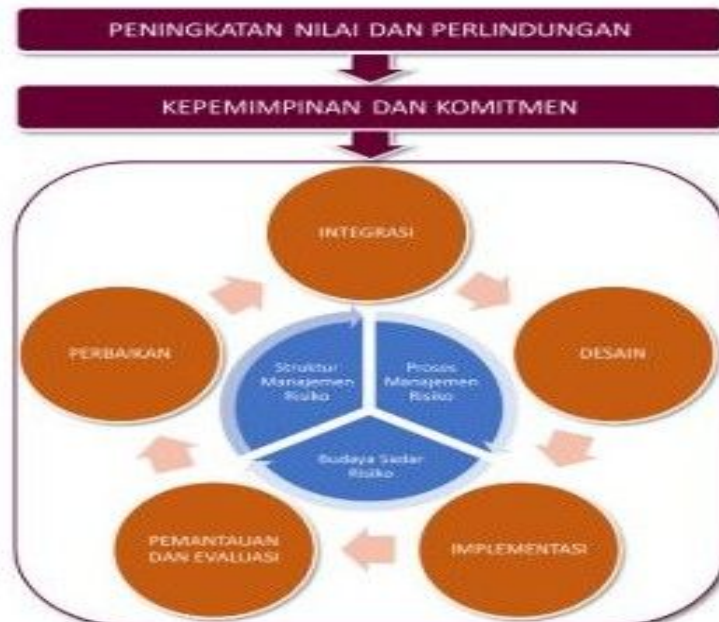 PENINGKATAN NILAI DAN PERLINDUNGAN
KEPEMIMPINAN DAN KOMITMEN
INTEGRASI
PERBAIKAN
DESAIN
Struktur
Manajemen
Risiko
Proses
Manajemen
Risiko
Budaya Sadar
Risiko
PEMANTAUAN
DAN EVALUASI
IMPLEMENTASI